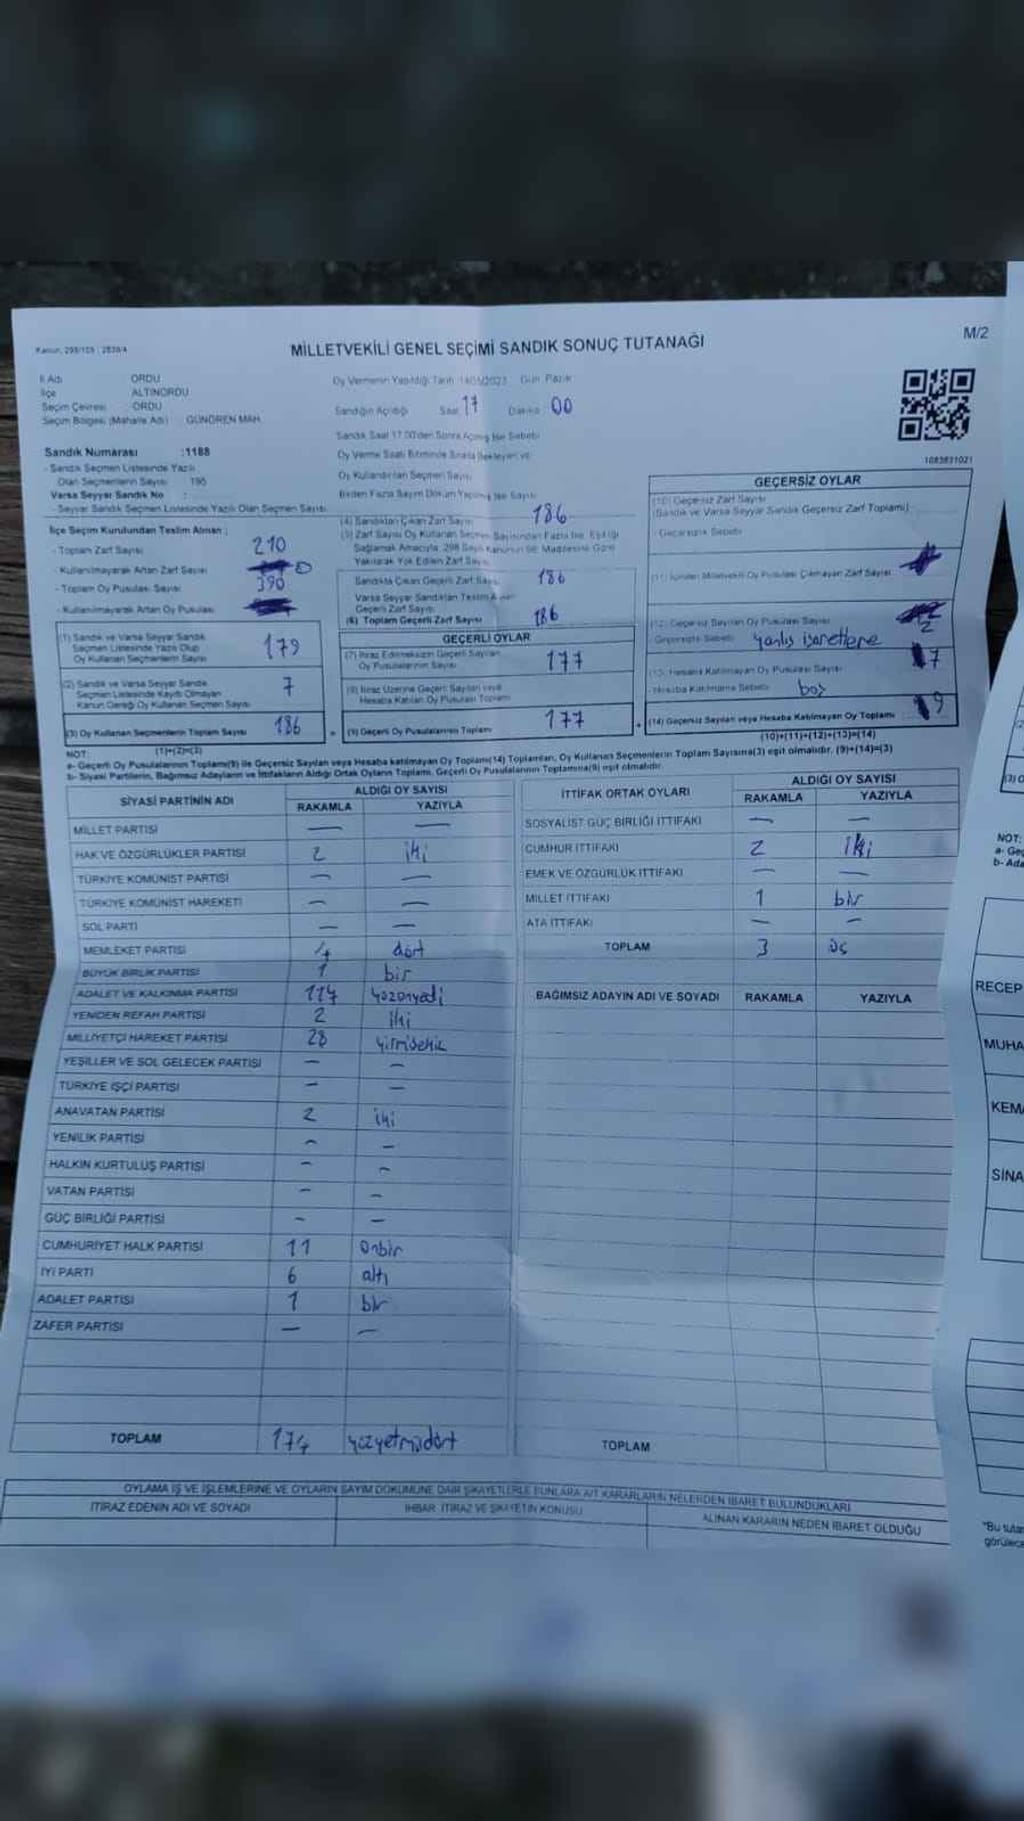 M/2
Kanun: 298/105 ; 2839/4
MİLLETVEKİLİ GENEL SEÇİMİ SANDIK SONUÇ TUTANAĞI
İl Adı ORDU
İlçe ALTINORDU
Seçim Çevresi ORDU
Seçim Bölgesi (Mahalle Adı) GÜNÖREN MAH.
Sandık Numarası :1188
- Sandık Seçmen Listesinde Yazılı
Olan Seçmenlerin Sayısı 195
Varsa Seyyar Sandık No :
- Seyyar Sandık Seçmen Listesinde Yazılı Olan Seçmen Sayısı
Oy Vermenin Yapıldığı Tarih 14/05/2023 Gün: Pazar
Sandığın Açıldığı Saat 17 Dakika 00
Sandık Saat 17.00'den Sonra Açılmış İse Sebebi
Oy Verme Saati Bitiminde Sırada Bekleyen ve
Oy Kullandırılan Seçmen Sayısı
Birden Fazla Sayım Döküm Yapılmış İse Sayısı
1083831021
İlçe Seçim Kurulundan Teslim Alınan ;
- Toplam Zarf Sayısı 210
- Kullanılmayarak Artan Zarf Sayısı
- Toplam Oy Pusulası Sayısı 390
- Kullanılmayarak Artan Oy Pusulası
(1) Sandık ve Varsa Seyyar Sandık
Seçmen Listesinde Yazılı Olup
Oy Kullanan Seçmenlerin Sayısı 179
(2) Sandık ve Varsa Seyyar Sandık
Seçmen Listesinde Kayıtlı Olmayan
Kanun Gereği Oy Kullanan Seçmen Sayısı 7
(3) Oy Kullanan Seçmenlerin Toplam Sayısı 186
(1)+(2)=(3)
(4) Sandıktan Çıkan Zarf Sayısı 186
(5) Zarf Sayısı Oy Kullanan Seçmen Sayısından Fazla İse, Eşitliği
Sağlamak Amacıyla, 298 Sayılı Kanunun 98. Maddesine Göre
Yakılarak Yok Edilen Zarf Sayısı
Sandıkta Çıkan Geçerli Zarf Sayısı 186
Varsa Seyyar Sandıktan Teslim Alınan
Geçerli Zarf Sayısı
(6) Toplam Geçerli Zarf Sayısı 186
GEÇERLİ OYLAR
(7) İtiraz Edilmeksizin Geçerli Sayılan
Oy Pusulalarının Sayısı 177
(8) İtiraz Üzerine Geçerli Sayılan veya
Hesaba Katılan Oy Pusulası Toplamı
(9) Geçerli Oy Pusulalarının Toplamı 177
GEÇERSİZ OYLAR
(10) Geçersiz Zarf Sayısı
(Sandık ve Varsa Seyyar Sandık Geçersiz Zarf Toplamı)
- Geçersizlik Sebebi
(11) İçinden Milletvekili Oy Pusulası Çıkmayan Zarf Sayısı
(12) Geçersiz Sayılan Oy Pusulası Sayısı 2
Geçersizlik Sebebi yanlış işaretleme
(13) Hesaba Katılmayan Oy Pusulası Sayısı 7
- Hesaba Katılmama Sebebi boş
(14) Geçersiz Sayılan veya Hesaba Katılmayan Oy Toplamı 9
(10)+(11)+(12)+(13)=(14)
NOT:
a- Geçerli Oy Pusulalarının Toplamı(9) ile Geçersiz Sayılan veya Hesaba Katılmayan Oy Toplamı(14) Toplamları, Oy Kullanan Seçmenlerin Toplam Sayısına(3) eşit olmalıdır. (9)+(14)=(3)
b- Siyasi Partilerin, Bağımsız Adayların ve İttifakların Aldığı Ortak Oyların Toplamı, Geçerli Oy Pusulalarının Toplamına(9) eşit olmalıdır.
SİYASİ PARTİNİN ADI ALDIĞI OY SAYISI
RAKAMLA YAZIYLA
MİLLET PARTİSİ — —
HAK VE ÖZGÜRLÜKLER PARTİSİ 2 iki
TÜRKİYE KOMÜNİST PARTİSİ — —
TÜRKİYE KOMÜNİST HAREKETİ — —
SOL PARTİ — —
MEMLEKET PARTİSİ 4 dört
BÜYÜK BİRLİK PARTİSİ 1 bir
ADALET VE KALKINMA PARTİSİ 117 yüzonyedi
YENİDEN REFAH PARTİSİ 2 iki
MİLLİYETÇİ HAREKET PARTİSİ 28 yirmisekiz
YEŞİLLER VE SOL GELECEK PARTİSİ — —
TÜRKİYE İŞÇİ PARTİSİ — —
ANAVATAN PARTİSİ 2 iki
YENİLİK PARTİSİ — —
HALKIN KURTULUŞ PARTİSİ — —
VATAN PARTİSİ — —
GÜÇ BİRLİĞİ PARTİSİ — —
CUMHURİYET HALK PARTİSİ 11 onbir
İYİ PARTİ 6 altı
ADALET PARTİSİ 1 bir
ZAFER PARTİSİ — —
TOPLAM 174 yüzyetmişdört
İTTİFAK ORTAK OYLARI ALDIĞI OY SAYISI
RAKAMLA YAZIYLA
SOSYALİST GÜÇ BİRLİĞİ İTTİFAKI — —
CUMHUR İTTİFAKI 2 iki
EMEK VE ÖZGÜRLÜK İTTİFAKI — —
MİLLET İTTİFAKI 1 bir
ATA İTTİFAKI — —
TOPLAM 3 üç
BAĞIMSIZ ADAYIN ADI VE SOYADI RAKAMLA YAZIYLA
TOPLAM
OYLAMA İŞ VE İŞLEMLERİNE VE OYLARIN SAYIM DÖKÜMÜNE DAİR ŞİKAYETLERLE BUNLARA AİT KARARLARIN NELERDEN İBARET BULUNDUKLARI
İTİRAZ EDENİN ADI VE SOYADI İHBAR, İTİRAZ VE ŞİKAYETİN KONUSU ALINAN KARARIN NEDEN İBARET OLDUĞU
NOT:
a- Geç
b- Ada
RECEP
MUHA
KEMA
SİNA
"Bu tutan
görülece